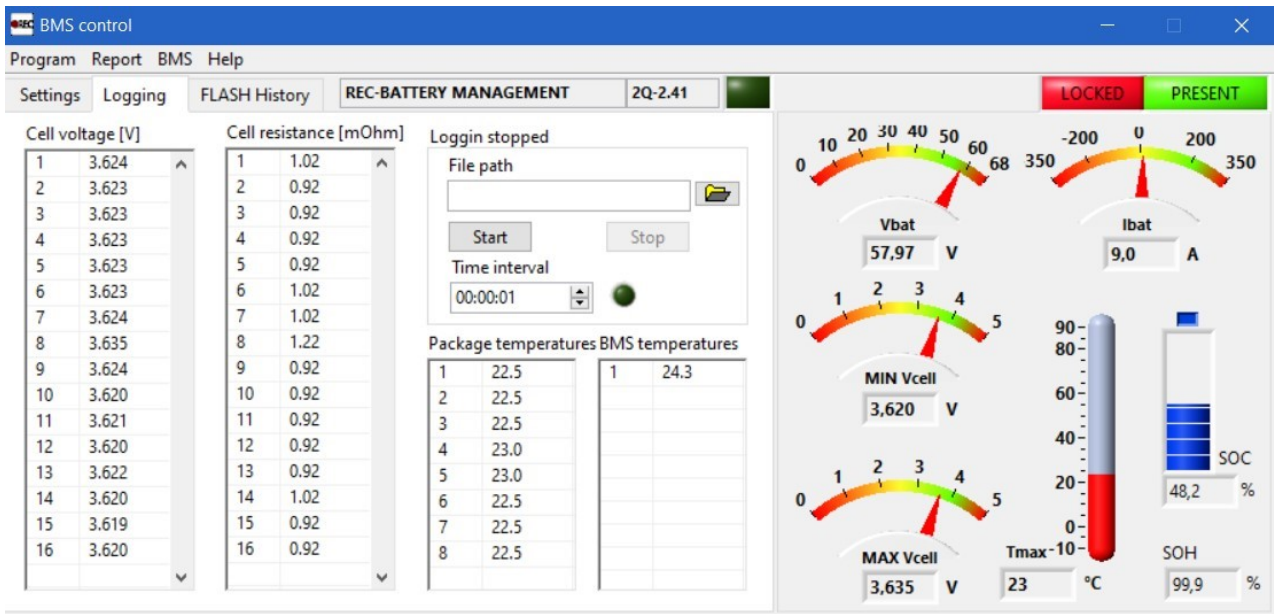 REC BMS control
Program Report BMS Help
Settings Logging FLASH History REC-BATTERY MANAGEMENT 2Q-2.41 LOCKED PRESENT
Cell voltage [V]
1 3.624
2 3.623
3 3.623
4 3.623
5 3.623
6 3.623
7 3.624
8 3.635
9 3.624
10 3.620
11 3.621
12 3.620
13 3.622
14 3.620
15 3.619
16 3.620
Cell resistance [mOhm]
1 1.02
2 0.92
3 0.92
4 0.92
5 0.92
6 1.02
7 1.02
8 1.22
9 0.92
10 0.92
11 0.92
12 0.92
13 0.92
14 1.02
15 0.92
16 0.92
Loggin stopped
File path
Start Stop
Time interval
00:00:01
Package temperatures
1 22.5
2 22.5
3 22.5
4 23.0
5 23.0
6 22.5
7 22.5
8 22.5
BMS temperatures
1 24.3
0 10 20 30 40 50 60 68
Vbat
57,97 V
350 -200 0 200 350
Ibat
9,0 A
0 1 2 3 4 5
MIN Vcell
3,620 V
0 1 2 3 4 5
MAX Vcell
3,635 V
90
80
60
40
20
0
-10
Tmax
23 °C
SOC
48,2 %
SOH
99,9 %